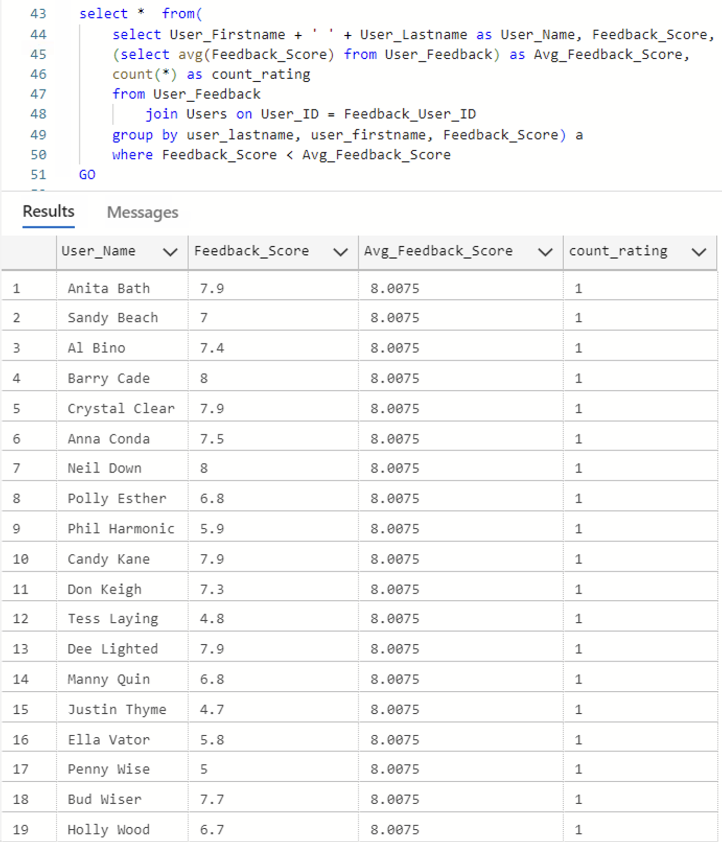 43 select * from(
44 select User_Firstname + ' ' + User_Lastname as User_Name, Feedback_Score,
45 (select avg(Feedback_Score) from User_Feedback) as Avg_Feedback_Score,
46 count(*) as count_rating
47 from User_Feedback
48 join Users on User_ID = Feedback_User_ID
49 group by user_lastname, user_firstname, Feedback_Score) a
50 where Feedback_Score < Avg_Feedback_Score
51 GO
Results Messages
User_Name Feedback_Score Avg_Feedback_Score count_rating
1 Anita Bath 7.9 8.0075 1
2 Sandy Beach 7 8.0075 1
3 Al Bino 7.4 8.0075 1
4 Barry Cade 8 8.0075 1
5 Crystal Clear 7.9 8.0075 1
6 Anna Conda 7.5 8.0075 1
7 Neil Down 8 8.0075 1
8 Polly Esther 6.8 8.0075 1
9 Phil Harmonic 5.9 8.0075 1
10 Candy Kane 7.9 8.0075 1
11 Don Keigh 7.3 8.0075 1
12 Tess Laying 4.8 8.0075 1
13 Dee Lighted 7.9 8.0075 1
14 Manny Quin 6.8 8.0075 1
15 Justin Thyme 4.7 8.0075 1
16 Ella Vator 5.8 8.0075 1
17 Penny Wise 5 8.0075 1
18 Bud Wiser 7.7 8.0075 1
19 Holly Wood 6.7 8.0075 1